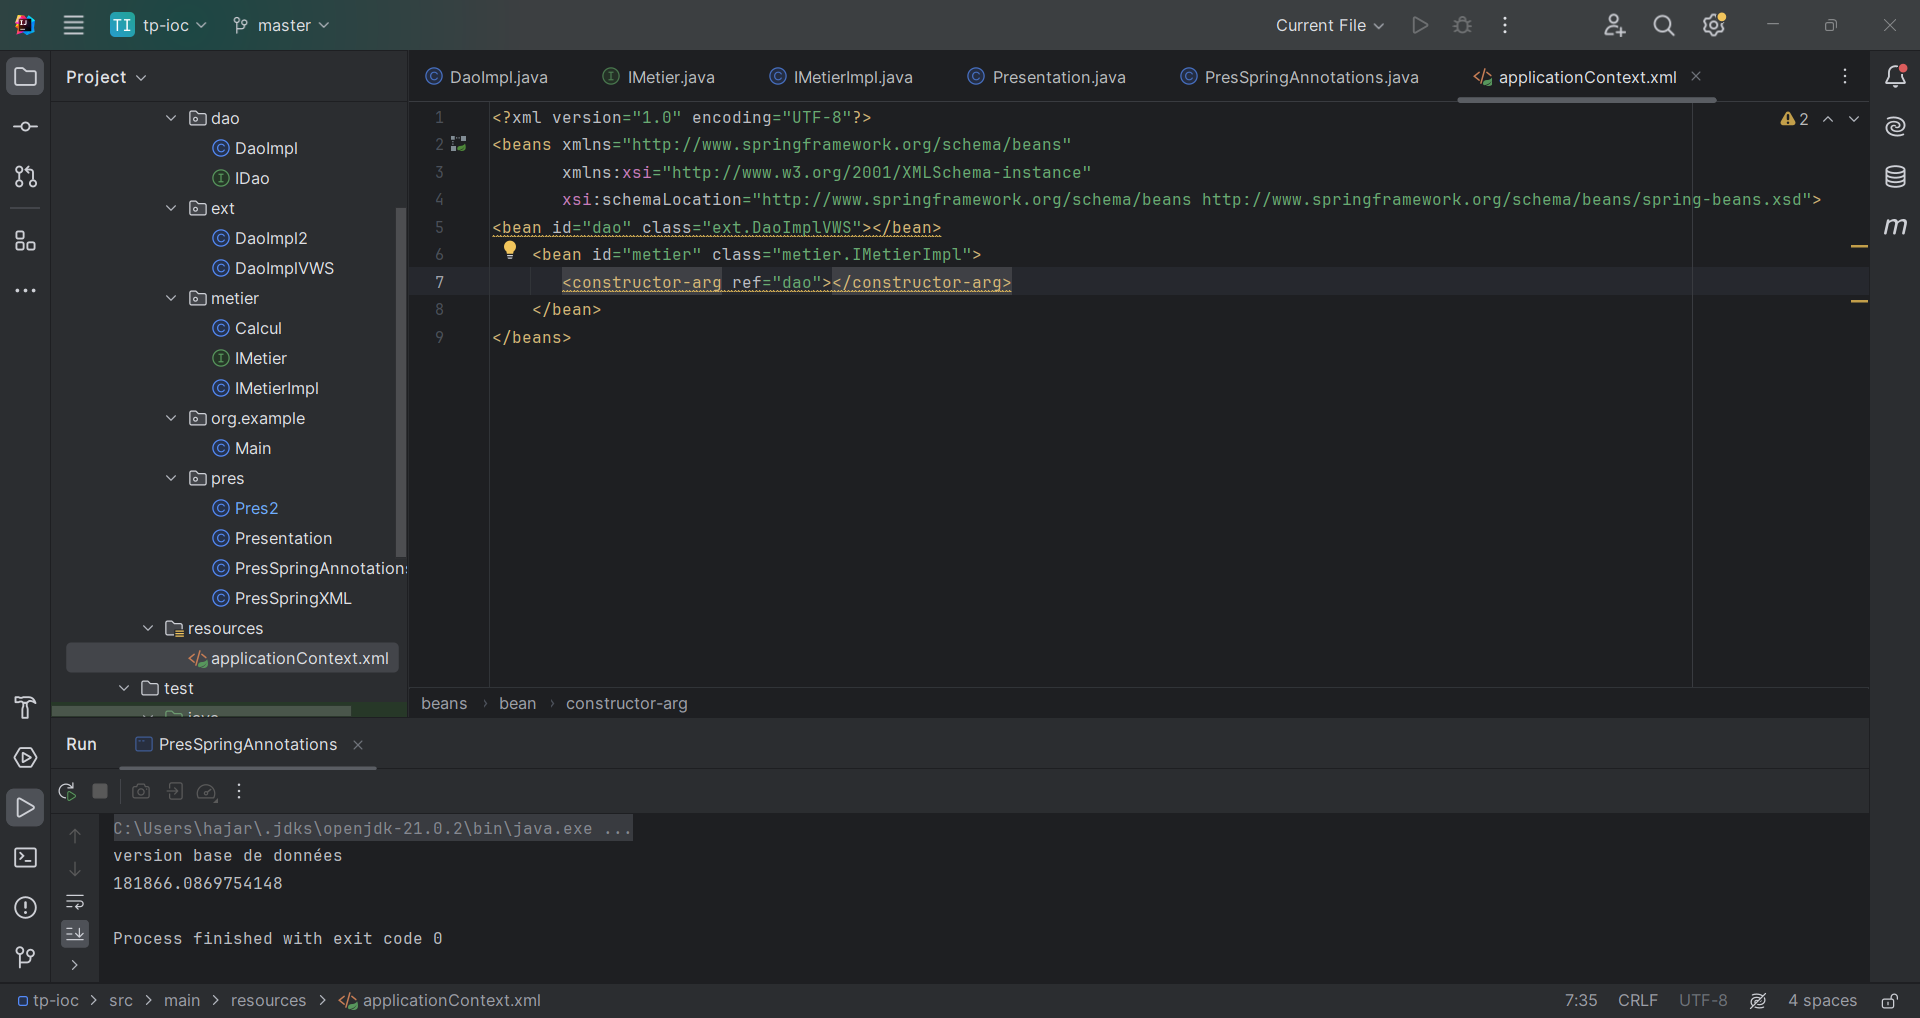 TI tp-ioc master Current File
Project
DaoImpl.java IMetier.java IMetierImpl.java Presentation.java PresSpringAnnotations.java applicationContext.xml
dao
DaoImpl
IDao
ext
DaoImpl2
DaoImplVWS
metier
Calcul
IMetier
IMetierImpl
org.example
Main
pres
Pres2
Presentation
PresSpringAnnotation
PresSpringXML
resources
applicationContext.xml
test
java
1 <?xml version="1.0" encoding="UTF-8"?>
2 <beans xmlns="http://www.springframework.org/schema/beans"
3 xmlns:xsi="http://www.w3.org/2001/XMLSchema-instance"
4 xsi:schemaLocation="http://www.springframework.org/schema/beans http://www.springframework.org/schema/beans/spring-beans.xsd">
5 <bean id="dao" class="ext.DaoImplVWS"></bean>
6 <bean id="metier" class="metier.IMetierImpl">
7 <constructor-arg ref="dao"></constructor-arg>
8 </bean>
9 </beans>
2
m
beans › bean › constructor-arg
Run PresSpringAnnotations
C:\Users\hajar\.jdks\openjdk-21.0.2\bin\java.exe ...
version base de données
181866.0869754148
Process finished with exit code 0
tp-ioc > src > main > resources > applicationContext.xml
7:35 CRLF UTF-8 4 spaces